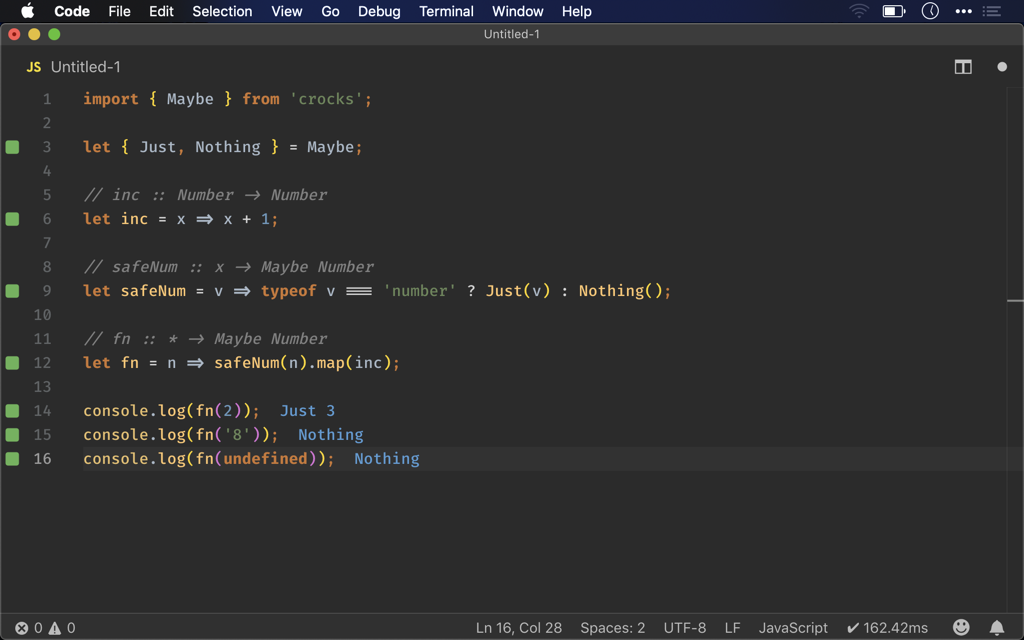 Code File Edit Selection View Go Debug Terminal Window Help
Untitled-1
JS Untitled-1
1 import { Maybe } from 'crocks';
2
3 let { Just, Nothing } = Maybe;
4
5 // inc :: Number -> Number
6 let inc = x => x + 1;
7
8 // safeNum :: x -> Maybe Number
9 let safeNum = v => typeof v === 'number' ? Just(v) : Nothing();
10
11 // fn :: * -> Maybe Number
12 let fn = n => safeNum(n).map(inc);
13
14 console.log(fn(2)); Just 3
15 console.log(fn('8')); Nothing
16 console.log(fn(undefined)); Nothing
0 0 Ln 16, Col 28 Spaces: 2 UTF-8 LF JavaScript ✔ 162.42ms